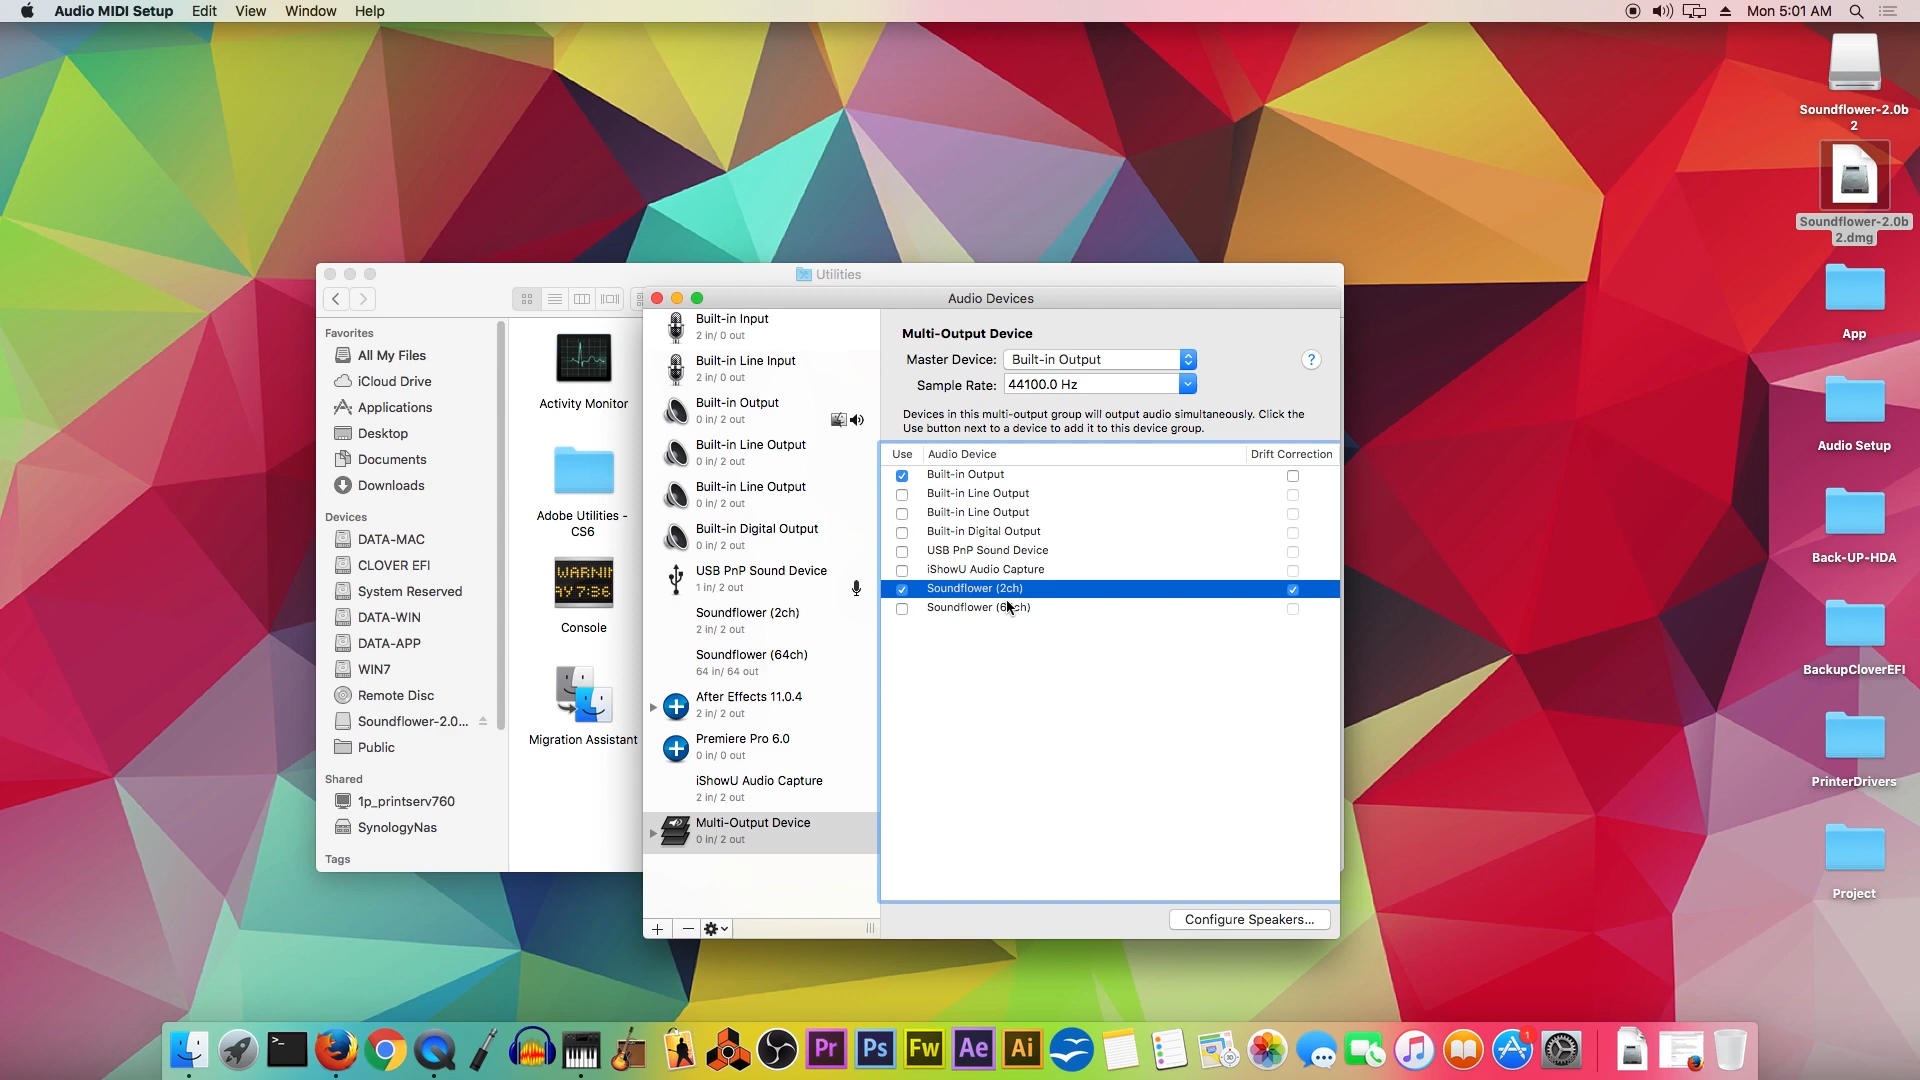 Audio MIDI Setup Edit View Window Help
Mon 5:01 AM
Soundflower-2.0b
2
Soundflower-2.0b
2.dmg
App
Audio Setup
Back-UP-HDA
BackupCloverEFI
PrinterDrivers
Project
Utilities
Favorites
All My Files
iCloud Drive
Applications
Desktop
Documents
Downloads
Devices
DATA-MAC
CLOVER EFI
System Reserved
DATA-WIN
DATA-APP
WIN7
Remote Disc
Soundflower-2.0...
Public
Shared
1p_printserv760
SynologyNas
Tags
Activity Monitor
Adobe Utilities -
CS6
WARNIN
AY 7:36
Console
Migration Assistant
Audio Devices
Built-in Input
2 in/ 0 out
Built-in Line Input
2 in/ 0 out
Built-in Output
0 in/ 2 out
Built-in Line Output
0 in/ 2 out
Built-in Line Output
0 in/ 2 out
Built-in Digital Output
0 in/ 2 out
USB PnP Sound Device
1 in/ 2 out
Soundflower (2ch)
2 in/ 2 out
Soundflower (64ch)
64 in/ 64 out
After Effects 11.0.4
2 in/ 2 out
Premiere Pro 6.0
0 in/ 0 out
iShowU Audio Capture
2 in/ 2 out
Multi-Output Device
0 in/ 2 out
Multi-Output Device
Master Device: Built-in Output
?
Sample Rate: 44100.0 Hz
Devices in this multi-output group will output audio simultaneously. Click the
Use button next to a device to add it to this device group.
Use Audio Device Drift Correction
Built-in Output
Built-in Line Output
Built-in Line Output
Built-in Digital Output
USB PnP Sound Device
iShowU Audio Capture
Soundflower (2ch)
Soundflower
Configure Speakers...
Pr Ps Fw Ae Ai
1